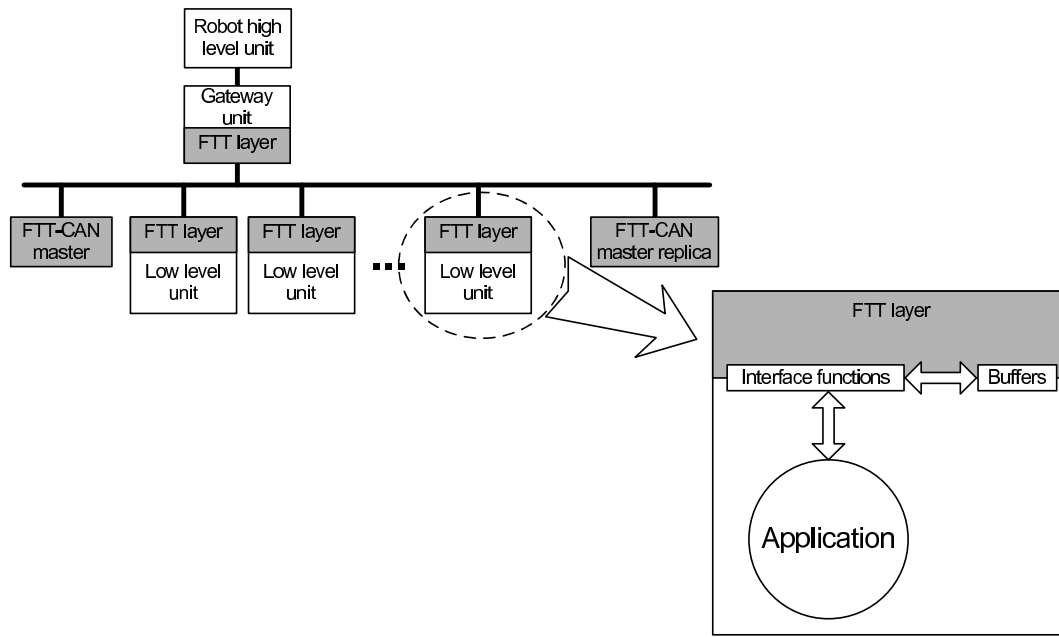 Robot high
level unit
Gateway
unit
FTT layer
FTT-CAN
master
FTT layer
Low level
unit
FTT layer
Low level
unit
FTT layer
Low level
unit
FTT-CAN
master replica
FTT layer
Interface functions
Buffers
Application